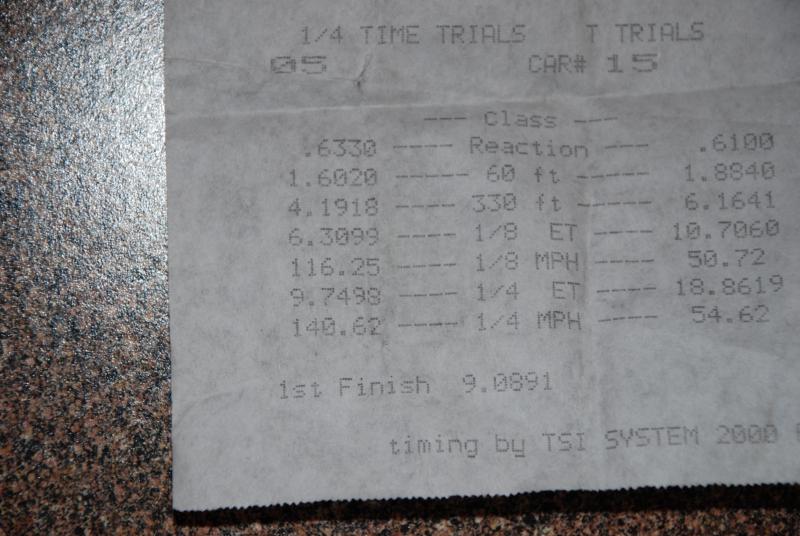 1/4 TIME TRIALS T TRIALS
05 CAR# 15
--- Class ---
.6330 ---- Reaction --- .6100
1.6020 ---- 60 ft ---- 1.8840
4.1918 ---- 330 ft ---- 6.1641
6.3099 ---- 1/8 ET ---- 10.7060
116.25 ---- 1/8 MPH ---- 50.72
9.7498 ---- 1/4 ET ---- 18.8619
140.62 ---- 1/4 MPH ---- 54.62
1st Finish 9.0891
timing by TSI SYSTEM 2000